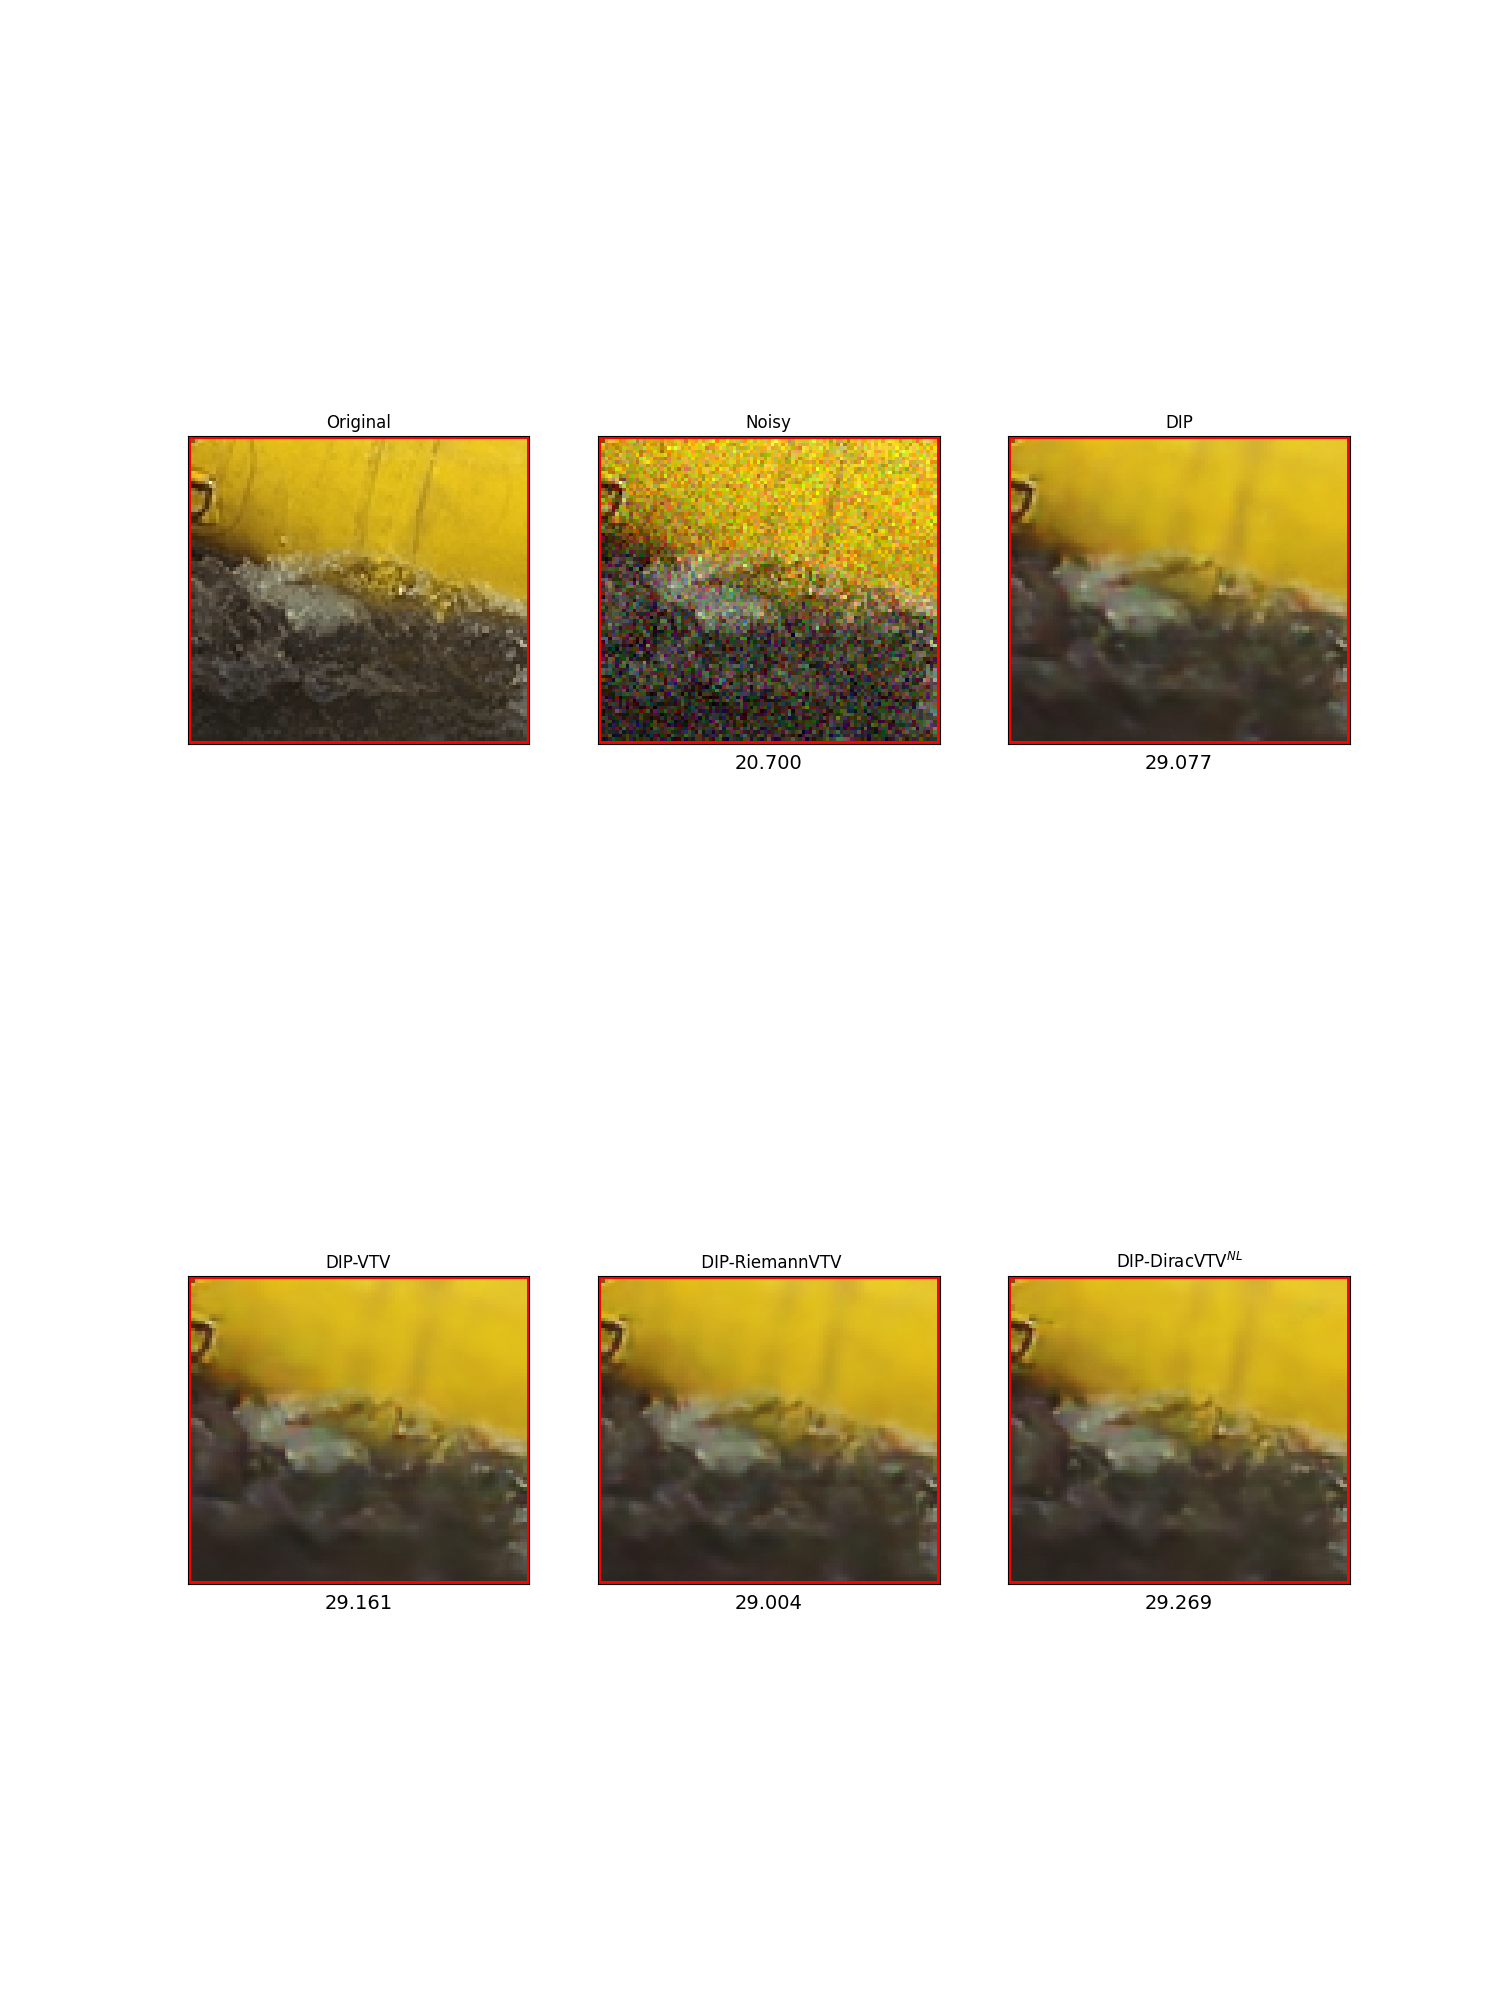 Original
Noisy
DIP
20.700
29.077
DIP-VTV
DIP-RiemannVTV
DIP-DiracVTV^{NL}
29.161
29.004
29.269